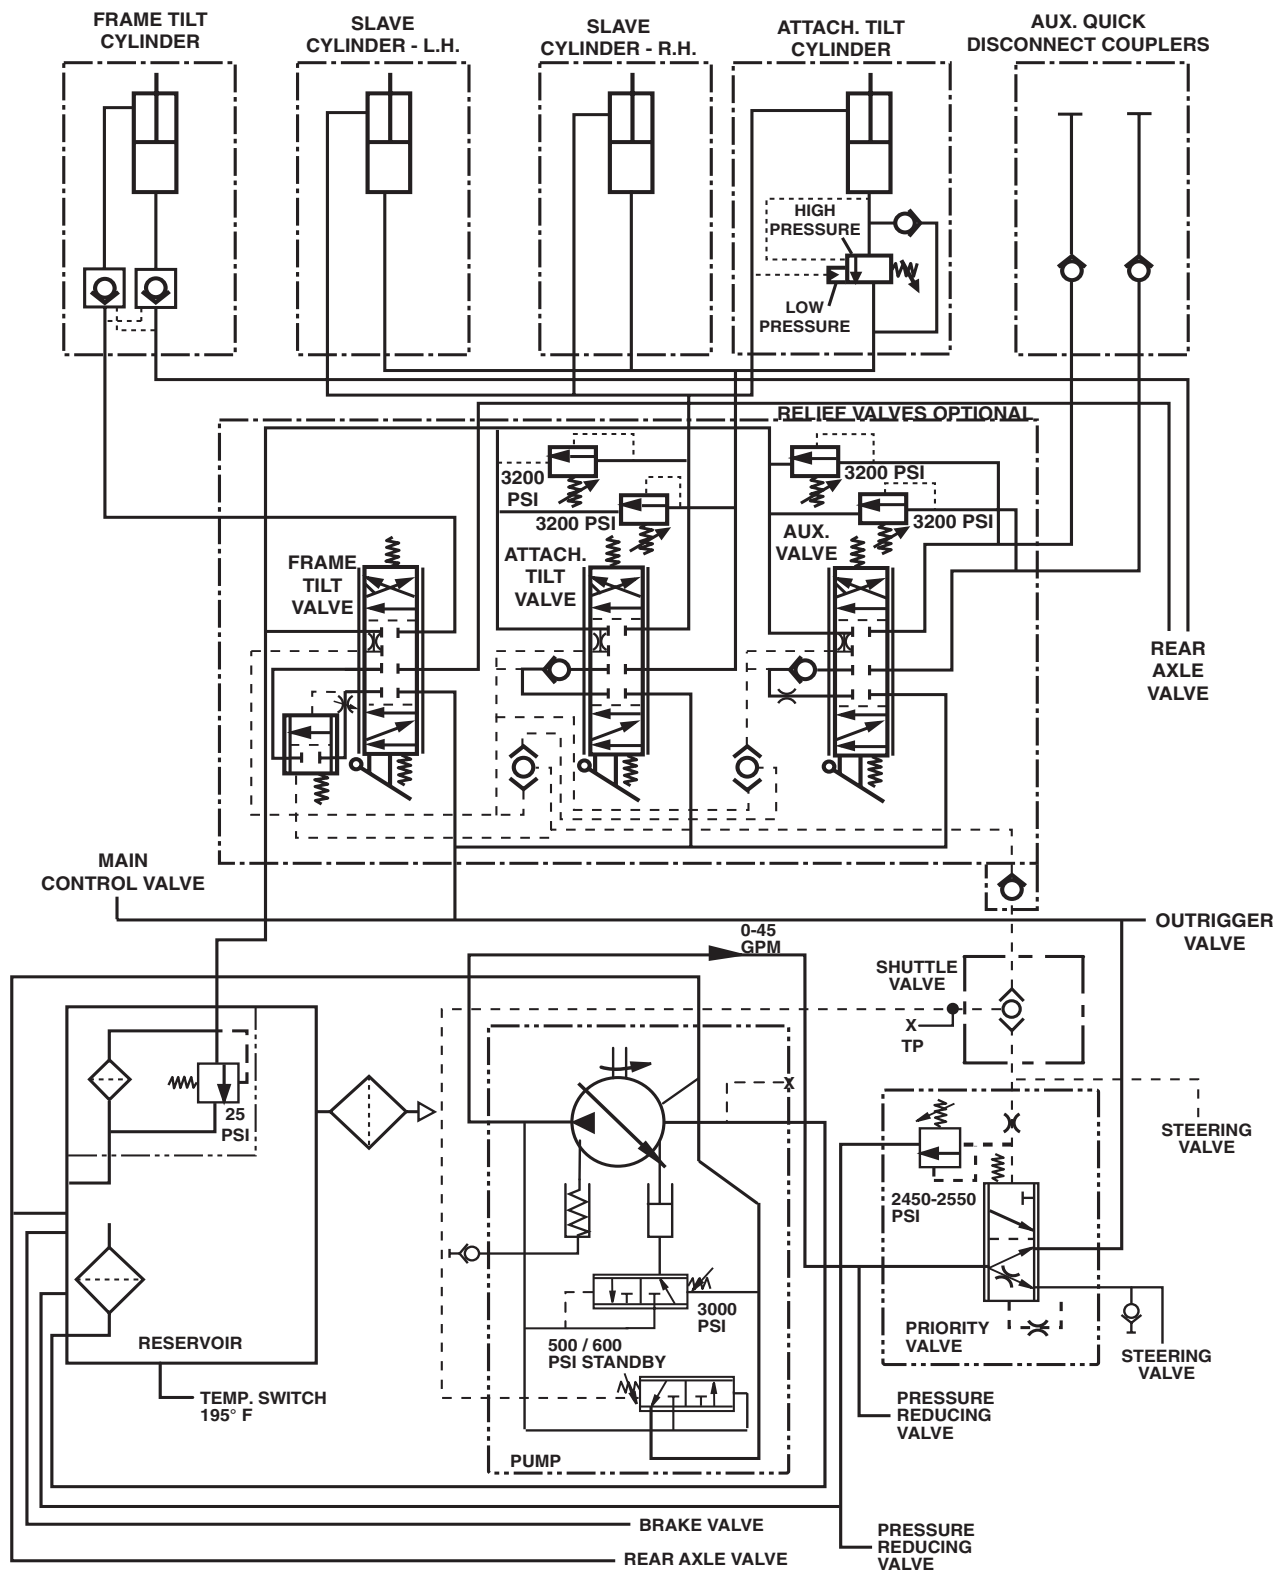 FRAME TILT
CYLINDER
SLAVE
CYLINDER - L.H.
SLAVE
CYLINDER - R.H.
ATTACH. TILT
CYLINDER
AUX. QUICK
DISCONNECT COUPLERS
HIGH
PRESSURE
LOW
PRESSURE
RELIEF VALVES OPTIONAL
3200
PSI
3200 PSI
3200 PSI
3200 PSI
FRAME
TILT
VALVE
ATTACH.
TILT
VALVE
AUX.
VALVE
REAR
AXLE
VALVE
MAIN
CONTROL VALVE
OUTRIGGER
VALVE
0-45
GPM
SHUTTLE
VALVE
X
TP
X
25
PSI
STEERING
VALVE
2450-2550
PSI
RESERVOIR
3000
PSI
500 / 600
PSI STANDBY
PRIORITY
VALVE
STEERING
VALVE
TEMP. SWITCH
195° F
PRESSURE
REDUCING
VALVE
PUMP
BRAKE VALVE
REAR AXLE VALVE
PRESSURE
REDUCING
VALVE